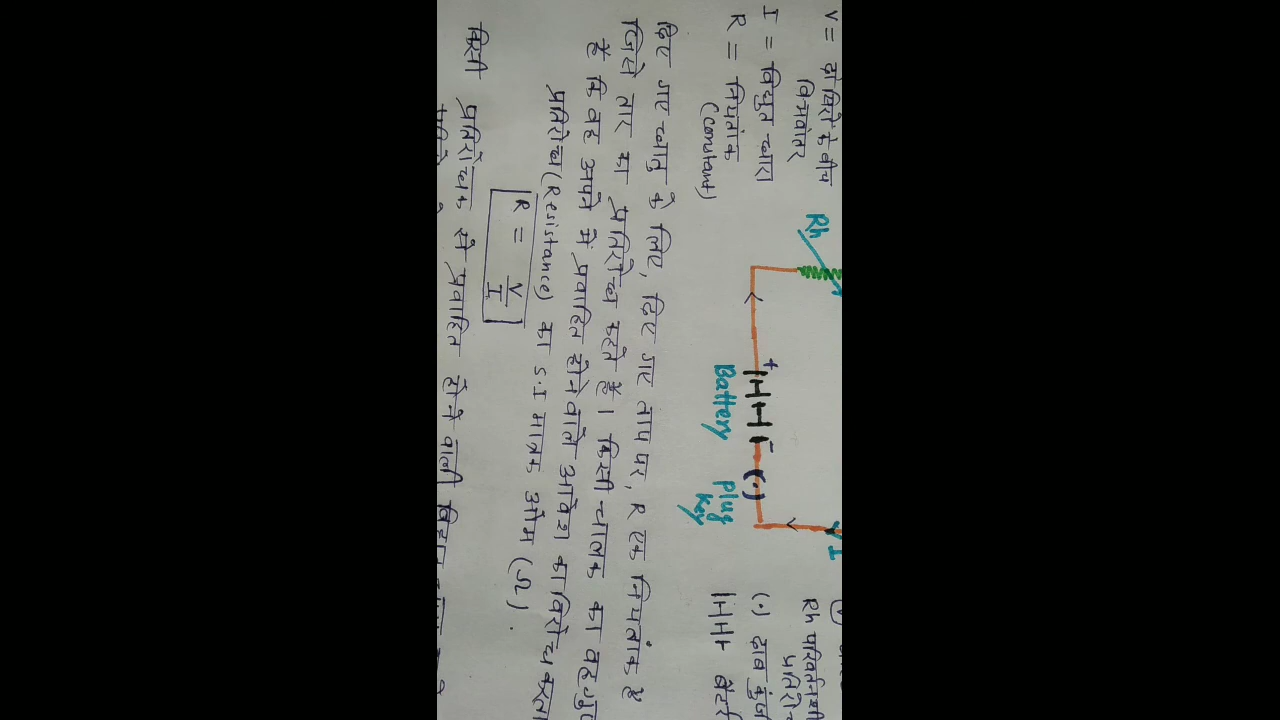 V = दो सिरों के बीच
विभवांतर
I = विद्युत धारा
R = नियतांक
(constant)
Rh
+
-
(·)
Battery
Plug
key
I
V
Rh परिवर्तनशी
प्रतिरोध
(·)
बैटरी
दिए गए धातु के लिए, दिए गए ताप पर, R एक नियतांक है
जिसे तार का प्रतिरोध कहते हैं। किसी चालक का वह गुण
है कि वह अपने में प्रवाहित होने वाले आवेश का विरोध करता
प्रतिरोध (Resistance) का S.I मात्रक ओम (Ω).
R = V/I
किसी प्रतिरोधक से प्रवाहित होने वाली